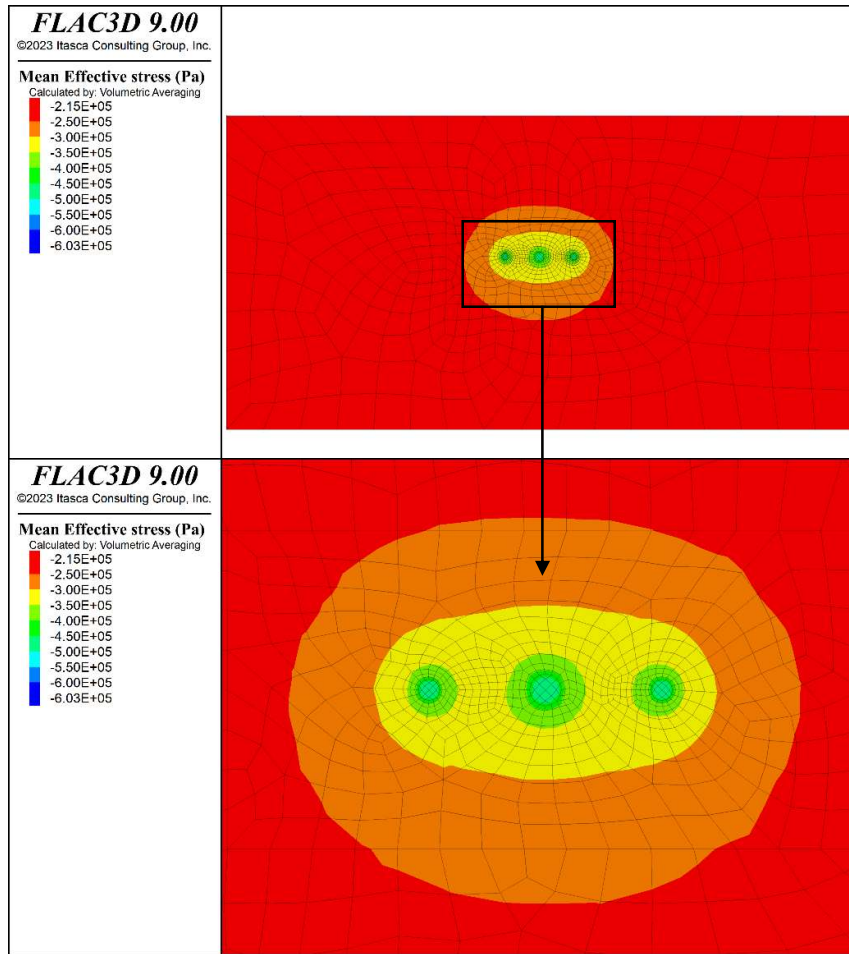 FLAC3D 9.00
©2023 Itasca Consulting Group, Inc.
Mean Effective stress (Pa)
Calculated by: Volumetric Averaging
-2.15E+05
-2.50E+05
-3.00E+05
-3.50E+05
-4.00E+05
-4.50E+05
-5.00E+05
-5.50E+05
-6.00E+05
-6.03E+05
FLAC3D 9.00
©2023 Itasca Consulting Group, Inc.
Mean Effective stress (Pa)
Calculated by: Volumetric Averaging
-2.15E+05
-2.50E+05
-3.00E+05
-3.50E+05
-4.00E+05
-4.50E+05
-5.00E+05
-5.50E+05
-6.00E+05
-6.03E+05